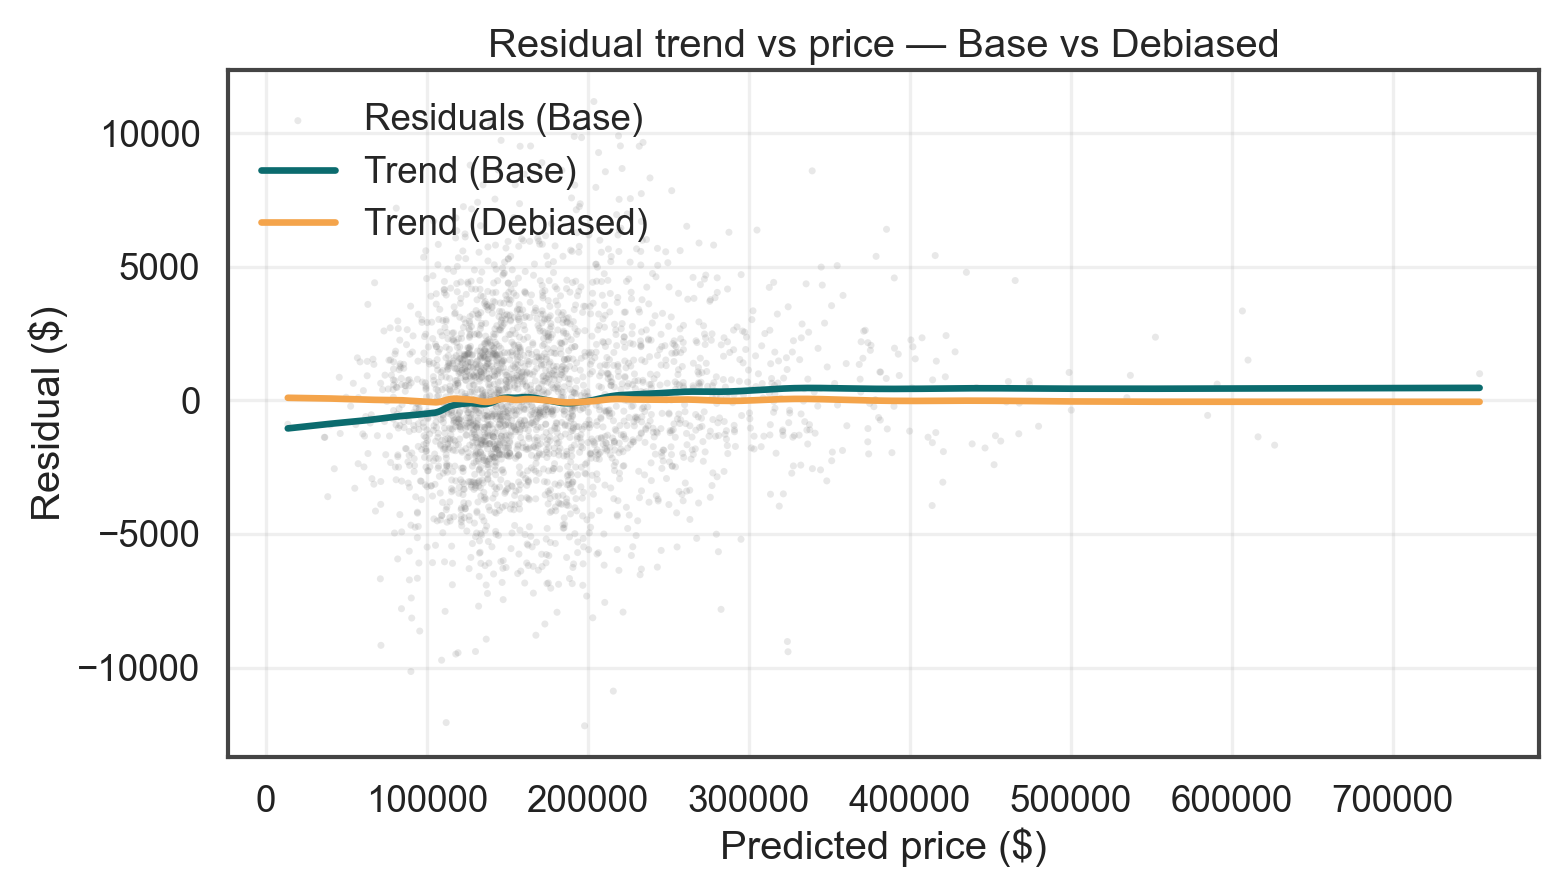 Residual trend vs price — Base vs Debiased
Residuals (Base)
Trend (Base)
Trend (Debiased)
10000
5000
0
−5000
−10000
Residual ($)
0 100000 200000 300000 400000 500000 600000 700000
Predicted price ($)